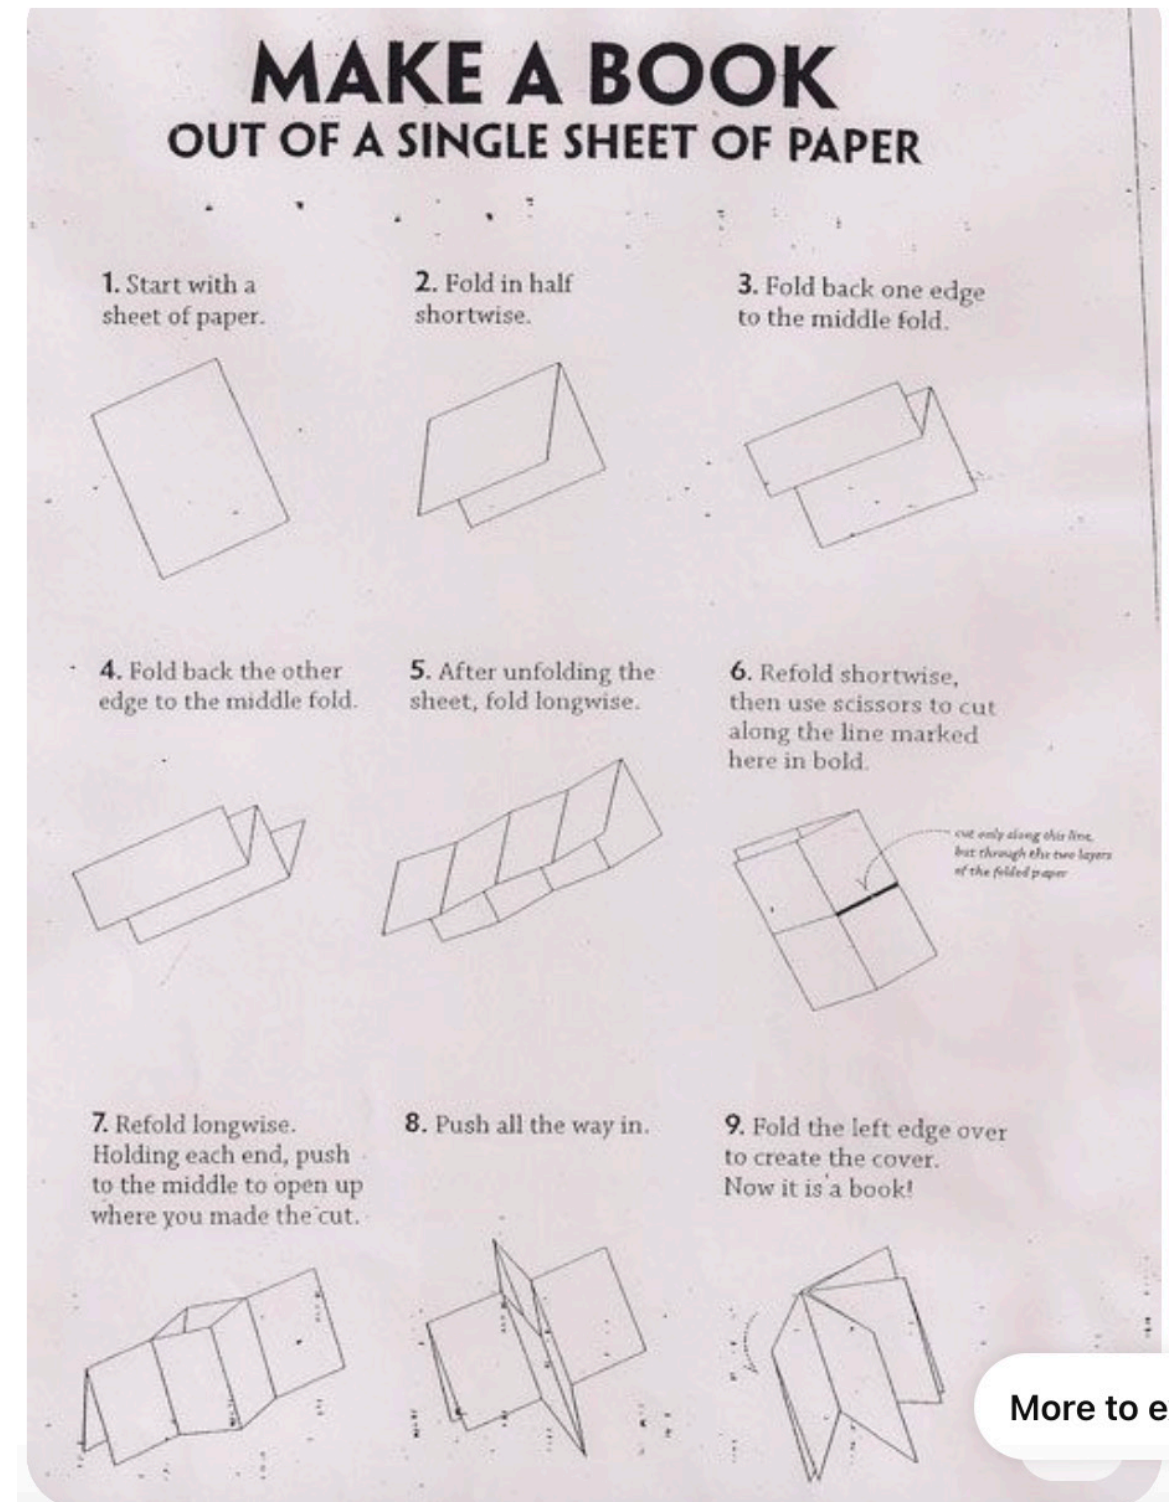 MAKE A BOOK
OUT OF A SINGLE SHEET OF PAPER
1. Start with a
sheet of paper.
2. Fold in half
shortwise.
3. Fold back one edge
to the middle fold.
4. Fold back the other
edge to the middle fold.
5. After unfolding the
sheet, fold longwise.
6. Refold shortwise,
then use scissors to cut
along the line marked
here in bold.
cut only along this line,
but through the two layers
of the folded paper
7. Refold longwise.
Holding each end, push
to the middle to open up
where you made the cut.
8. Push all the way in.
9. Fold the left edge over
to create the cover.
Now it is a book!
More to e